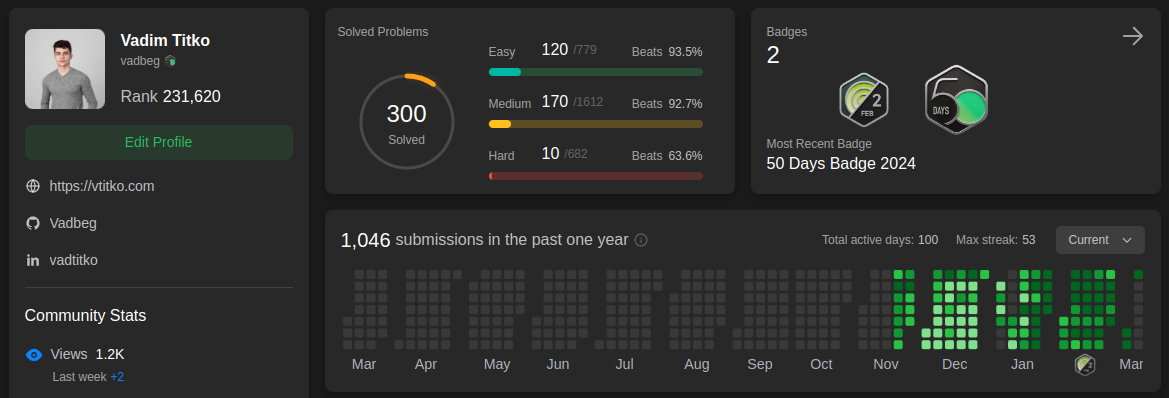 Vadim Titko
vadbeg
Rank 231,620
Edit Profile
https://vtitko.com
Vadbeg
vadtitko
Community Stats
Views 1.2K
Last week +2
Solved Problems
300
Solved
Easy 120 /779 Beats 93.5%
Medium 170 /1612 Beats 92.7%
Hard 10 /682 Beats 63.6%
Badges
2
2
FEB
DAYS
Most Recent Badge
50 Days Badge 2024
1,046 submissions in the past one year
Total active days: 100 Max streak: 53 Current
Mar Apr May Jun Jul Aug Sep Oct Nov Dec Jan Mar